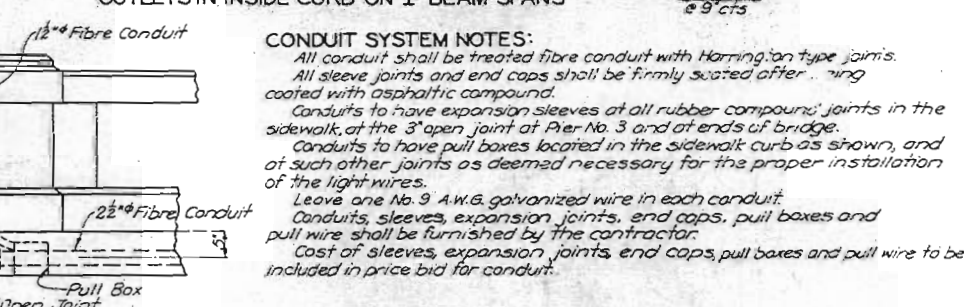 OUTLETS IN INSIDE CURB ON I-BEAM SPANS
@ 9" CTS
1½"ᶲ Fibre Conduit
CONDUIT SYSTEM NOTES:
All conduit shall be treated fibre conduit with Harrington type joints.
All sleeve joints and end caps shall be firmly seated after
coated with asphaltic compound.
Conduits to have expansion sleeves at all rubber compound joints in the
sidewalk, at the 3" open joint at Pier No. 3 and at ends of bridge.
Conduits to have pull boxes located in the sidewalk curb as shown, and
at such other joints as deemed necessary for the proper installation
of the light wires.
Leave one No. 9 A.W.G. galvanized wire in each conduit.
Conduits, sleeves, expansion joints, end caps, pull boxes and
pull wire shall be furnished by the contractor.
Cost of sleeves, expansion joints, end caps, pull boxes and pull wire to be
included in price bid for conduit.
2½"ᶲ Fibre Conduit
5"
Pull Box
Open Joint